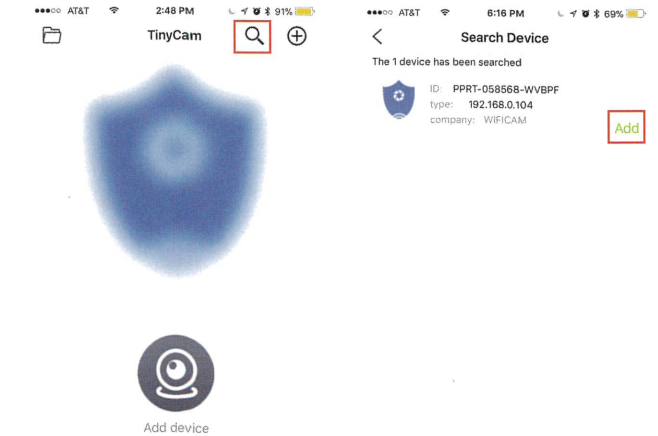 AT&T 2:48 PM 91%
TinyCam
Add device
AT&T 6:16 PM 69%
Search Device
The 1 device has been searched
ID: PPRT-058568-WVBPF
type: 192.168.0.104
company: WIFICAM
Add